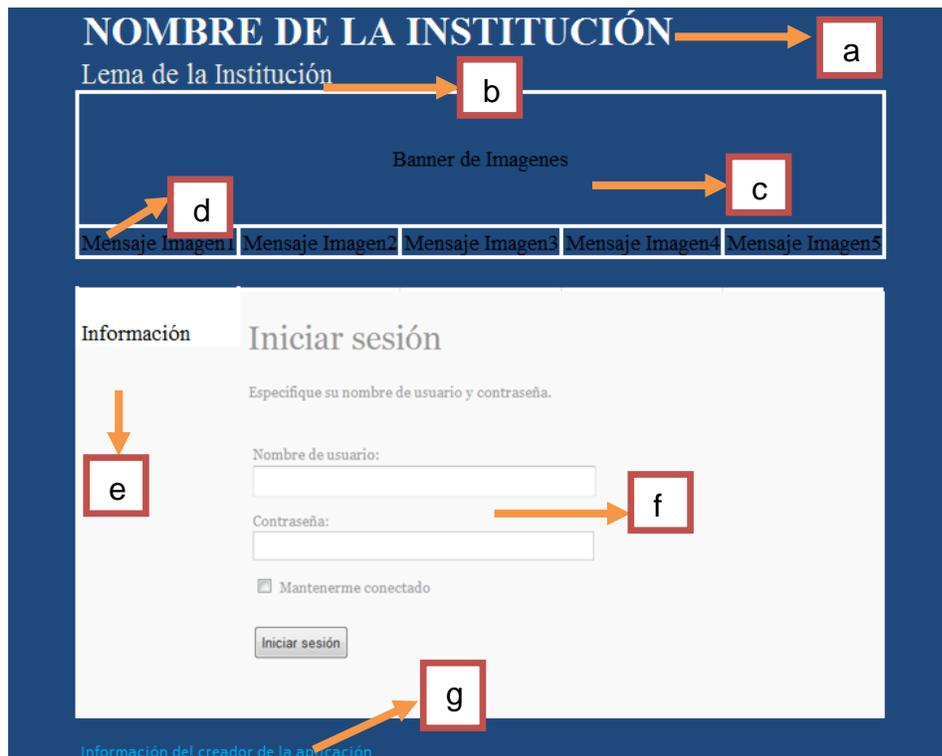 NOMBRE DE LA INSTITUCIÓN
a
Lema de la Institución
b
Banner de Imagenes
c
d
Mensaje Imagen1 Mensaje Imagen2 Mensaje Imagen3 Mensaje Imagen4 Mensaje Imagen5
Información
Iniciar sesión
Especifique su nombre de usuario y contraseña.
Nombre de usuario:
e
f
Contraseña:
Mantenerme conectado
Iniciar sesión
g
Información del creador de la aplicación